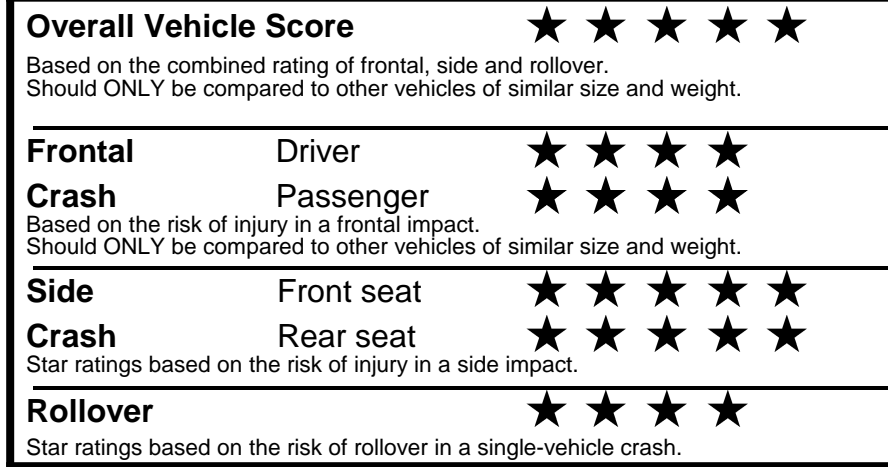 Overall Vehicle Score ★ ★ ★ ★ ★
Based on the combined rating of frontal, side and rollover.
Should ONLY be compared to other vehicles of similar size and weight.
Frontal Driver ★ ★ ★ ★
Crash Passenger ★ ★ ★ ★
Based on the risk of injury in a frontal impact.
Should ONLY be compared to other vehicles of similar size and weight.
Side Front seat ★ ★ ★ ★ ★
Crash Rear seat ★ ★ ★ ★ ★
Star ratings based on the risk of injury in a side impact.
Rollover ★ ★ ★ ★
Star ratings based on the risk of rollover in a single-vehicle crash.